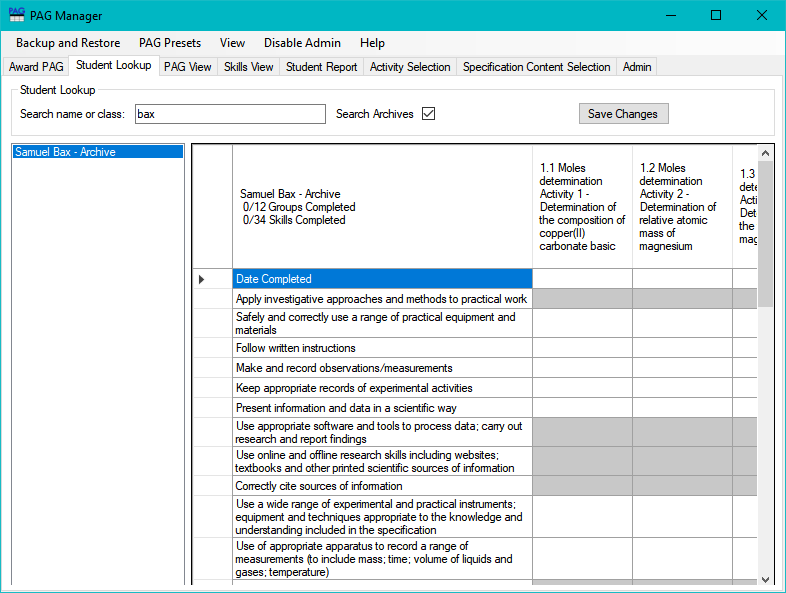 PAG
PAG Manager
Backup and Restore PAG Presets View Disable Admin Help
Award PAG Student Lookup PAG View Skills View Student Report Activity Selection Specification Content Selection Admin
Student Lookup
Search name or class: bax Search Archives Save Changes
Samuel Bax - Archive
Samuel Bax - Archive
0/12 Groups Completed
0/34 Skills Completed
1.1 Moles
determination
Activity 1 -
Determination of
the composition of
copper(II)
carbonate basic
1.2 Moles
determination
Activity 2 -
Determination of
relative atomic
mass of
magnesium
1.3
dete
Acti
Det
the
mag
Date Completed
Apply investigative approaches and methods to practical work
Safely and correctly use a range of practical equipment and
materials
Follow written instructions
Make and record observations/measurements
Keep appropriate records of experimental activities
Present information and data in a scientific way
Use appropriate software and tools to process data; carry out
research and report findings
Use online and offline research skills including websites;
textbooks and other printed scientific sources of information
Correctly cite sources of information
Use a wide range of experimental and practical instruments;
equipment and techniques appropriate to the knowledge and
understanding included in the specification
Use of appropriate apparatus to record a range of
measurements (to include mass; time; volume of liquids and
gases; temperature)